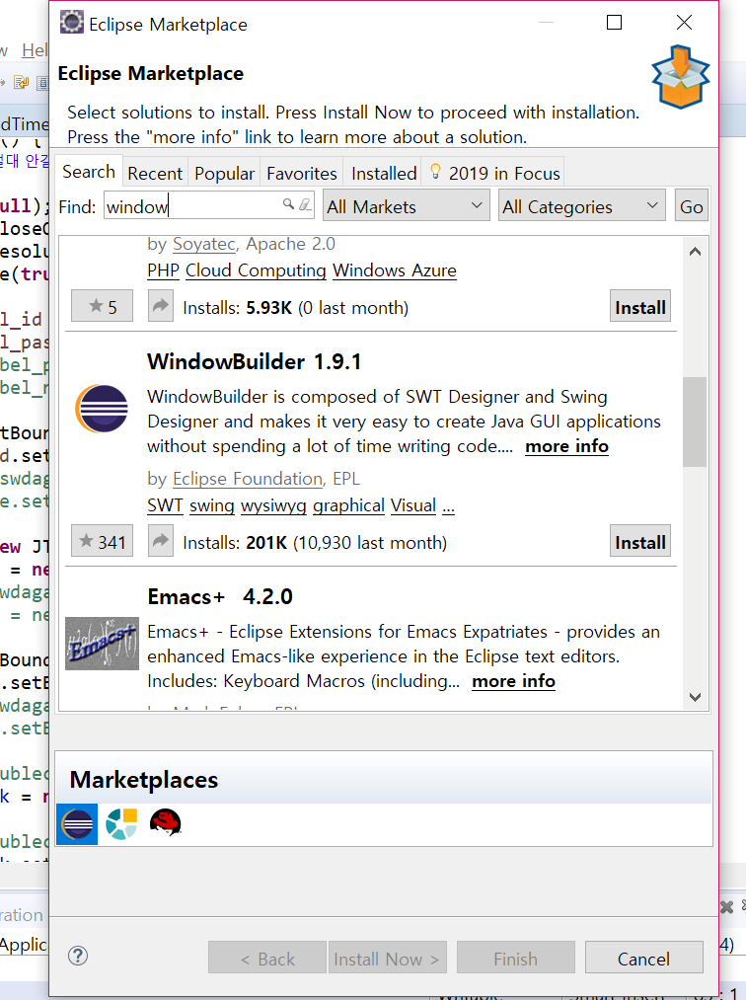 Eclipse Marketplace
Eclipse Marketplace
Select solutions to install. Press Install Now to proceed with installation.
Press the "more info" link to learn more about a solution.
Search Recent Popular Favorites Installed 2019 in Focus
Find: window All Markets All Categories Go
by Soyatec, Apache 2.0
PHP Cloud Computing Windows Azure
5 Installs: 5.93K (0 last month) Install
WindowBuilder 1.9.1
WindowBuilder is composed of SWT Designer and Swing
Designer and makes it very easy to create Java GUI applications
without spending a lot of time writing code.... more info
by Eclipse Foundation, EPL
SWT swing wysiwyg graphical Visual ...
341 Installs: 201K (10,930 last month) Install
Emacs+ 4.2.0
Emacs+
Emacs+ - Eclipse Extensions for Emacs Expatriates - provides an
enhanced Emacs-like experience in the Eclipse text editors.
Includes: Keyboard Macros (including... more info
Marketplaces
< Back Install Now > Finish Cancel